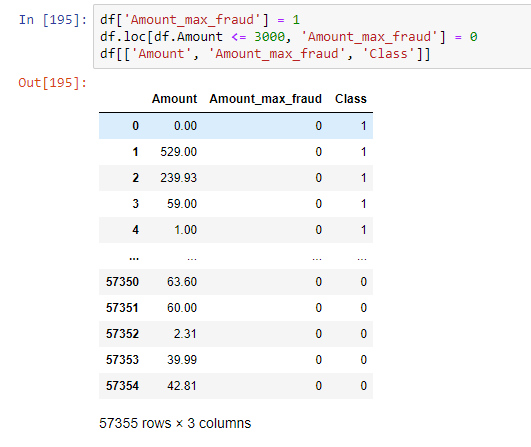 In [195]: df['Amount_max_fraud'] = 1
df.loc[df.Amount <= 3000, 'Amount_max_fraud'] = 0
df[['Amount', 'Amount_max_fraud', 'Class']]
Out[195]:
Amount Amount_max_fraud Class
0 0.00 0 1
1 529.00 0 1
2 239.93 0 1
3 59.00 0 1
4 1.00 0 1
... ... ... ...
57350 63.60 0 0
57351 60.00 0 0
57352 2.31 0 0
57353 39.99 0 0
57354 42.81 0 0
57355 rows × 3 columns